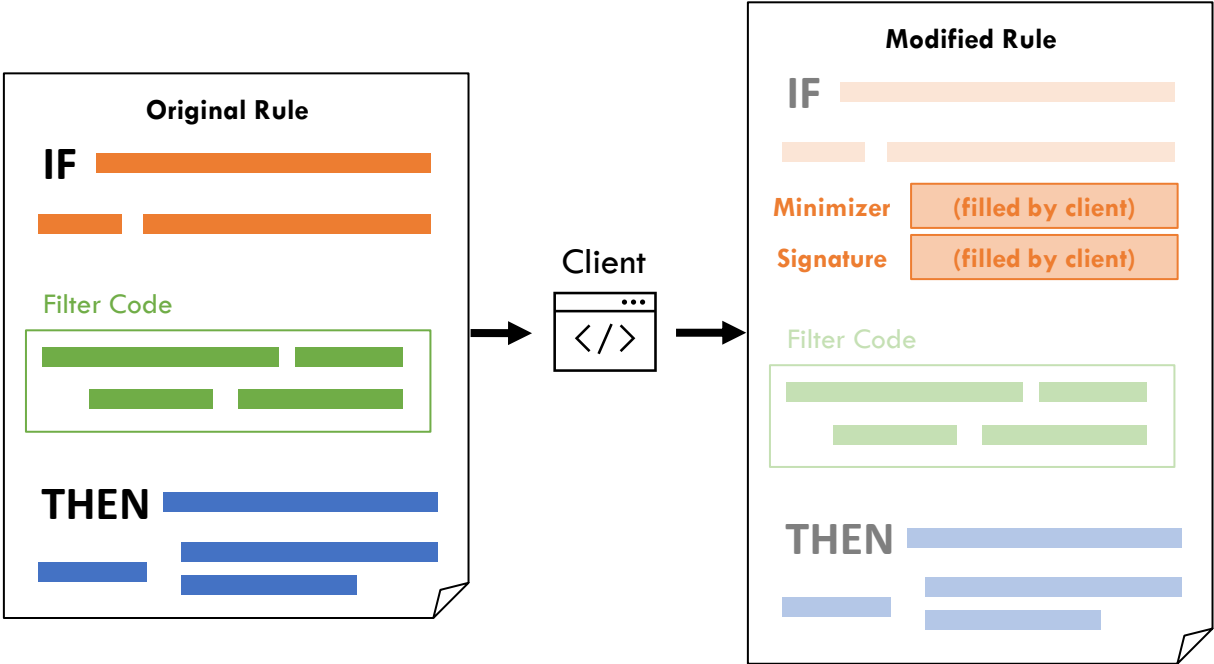 Original Rule
IF
Filter Code
THEN
Client
</>
Modified Rule
IF
Minimizer (filled by client)
Signature (filled by client)
Filter Code
THEN